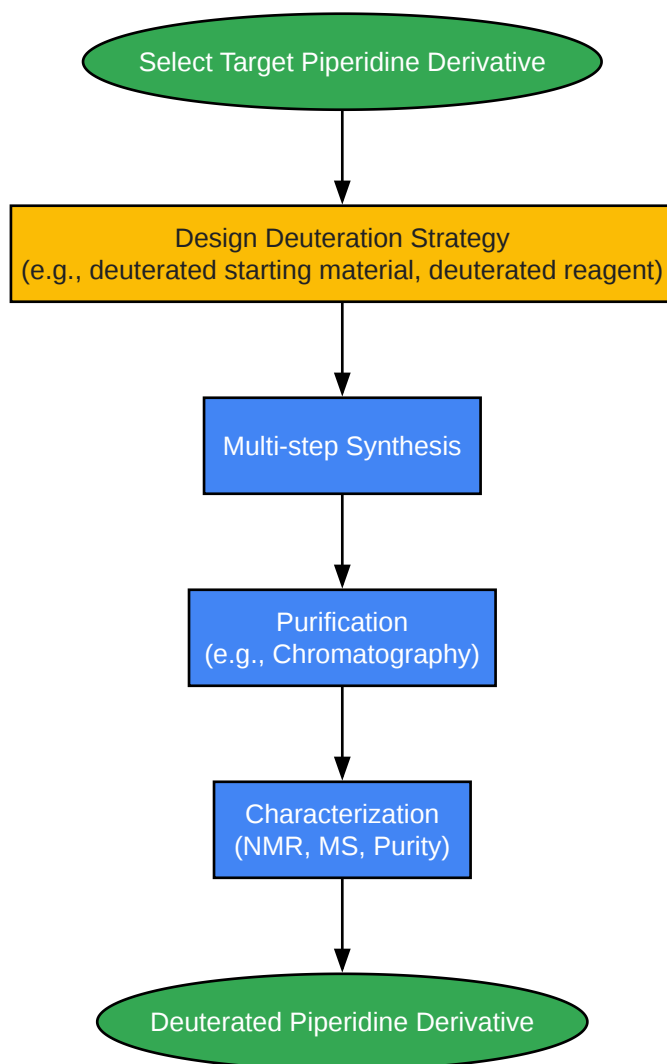 Select Target Piperidine Derivative
Design Deuteration Strategy
(e.g., deuterated starting material, deuterated reagent)
Multi-step Synthesis
Purification
(e.g., Chromatography)
Characterization
(NMR, MS, Purity)
Deuterated Piperidine Derivative